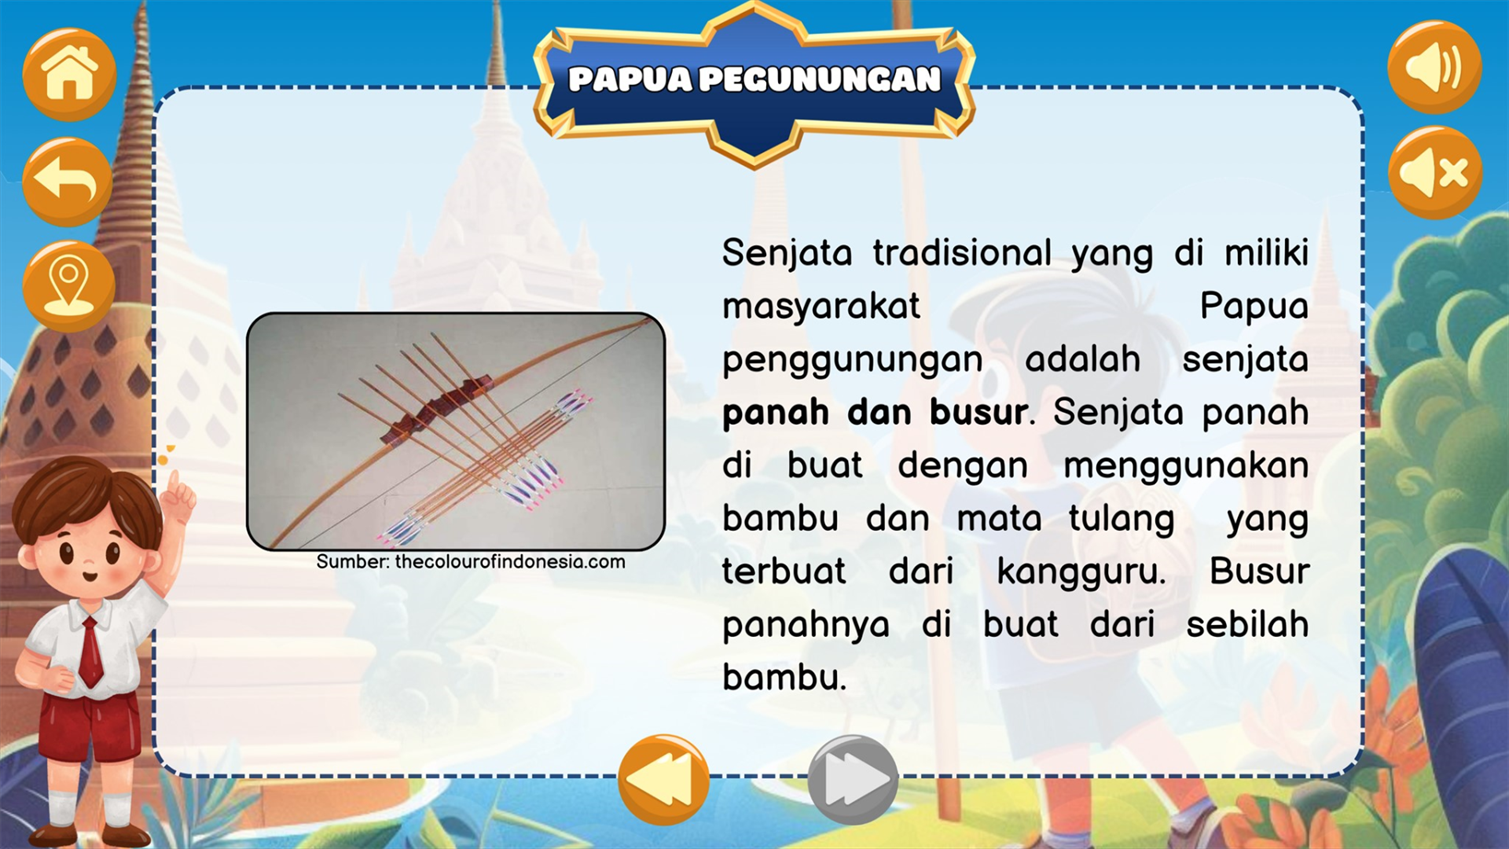 PAPUA PEGUNUNGAN
Senjata tradisional yang di miliki
masyarakat Papua
penggunungan adalah senjata
panah dan busur. Senjata panah
di buat dengan menggunakan
bambu dan mata tulang yang
terbuat dari kangguru. Busur
panahnya di buat dari sebilah
bambu.
Sumber: thecolourofindonesia.com